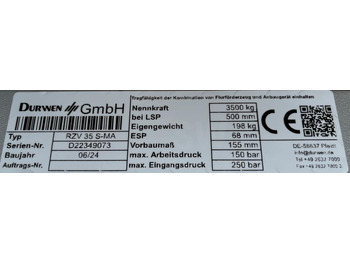 Tragfähigkeit der Kombination von Flurförderzeug und Anbaugerät einhalten
DURWEN GmbH
Typ RZV 35 S-MA
Serien-Nr. D22349073
Baujahr 06/24
Auftrags-Nr.
Nennkraft 3500 kg
bei LSP 500 mm
Eigengewicht 198 kg
ESP 68 mm
Vorbaumaß 155 mm
max. Arbeitsdruck 150 bar
max. Eingangsdruck 250 bar
CE
DE-56637 Plaidt
info@durwen.de
Tel +49 2632 7000